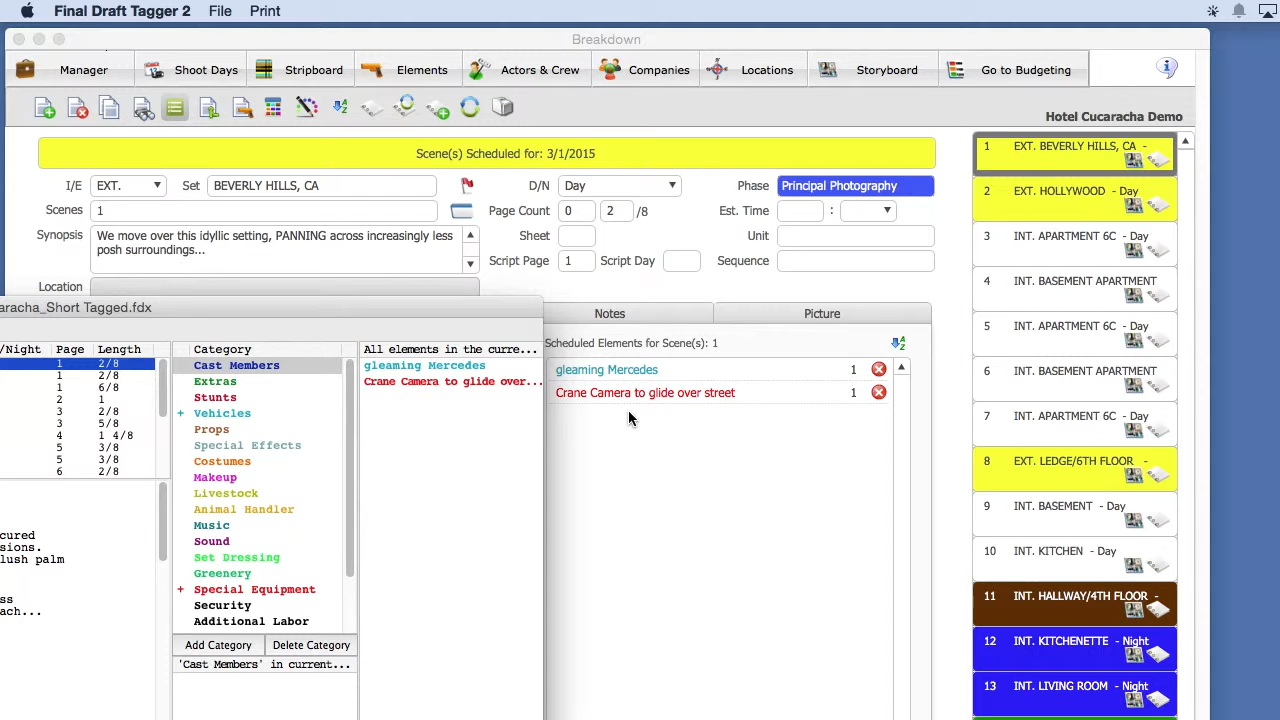 Final Draft Tagger 2 File Print
Breakdown
Manager Shoot Days Stripboard Elements Actors & Crew Companies Locations Storyboard Go to Budgeting
Hotel Cucaracha Demo
Scene(s) Scheduled for: 3/1/2015
I/E EXT. Set BEVERLY HILLS, CA D/N Day Phase Principal Photography
Scenes 1 Page Count 0 2 /8 Est. Time :
Synopsis We move over this idyllic setting, PANNING across increasingly less
posh surroundings...
Sheet Unit
Script Page 1 Script Day Sequence
Location
Notes Picture
Scheduled Elements for Scene(s): 1
gleaming Mercedes 1
Crane Camera to glide over street 1
1 EXT. BEVERLY HILLS, CA -
2 EXT. HOLLYWOOD - Day
3 INT. APARTMENT 6C - Day
4 INT. BASEMENT APARTMENT
5 INT. APARTMENT 6C - Day
6 INT. BASEMENT APARTMENT
7 INT. APARTMENT 6C - Day
8 EXT. LEDGE/6TH FLOOR -
9 INT. BASEMENT - Day
10 INT. KITCHEN - Day
11 INT. HALLWAY/4TH FLOOR -
12 INT. KITCHENETTE - Night
13 INT. LIVING ROOM - Night
aracha_Short Tagged.fdx
/Night Page Length
1 2/8
1 2/8
1 6/8
2 1
3 2/8
3 5/8
4 1 4/8
5 3/8
5 3/8
6 2/8
cured
sions.
lush palm
ss
ach...
Category
Cast Members
Extras
Stunts
+ Vehicles
Props
Special Effects
Costumes
Makeup
Livestock
Animal Handler
Music
Sound
Set Dressing
Greenery
+ Special Equipment
Security
Additional Labor
Add Category Delete Category
'Cast Members' in current...
All elements in the curre...
gleaming Mercedes
Crane Camera to glide over...